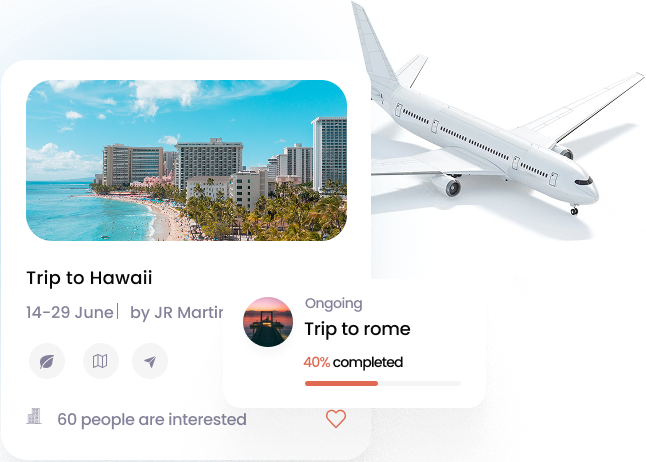 Trip to Hawaii
14-29 June | by JR Martin
Ongoing
Trip to rome
40% completed
60 people are interested